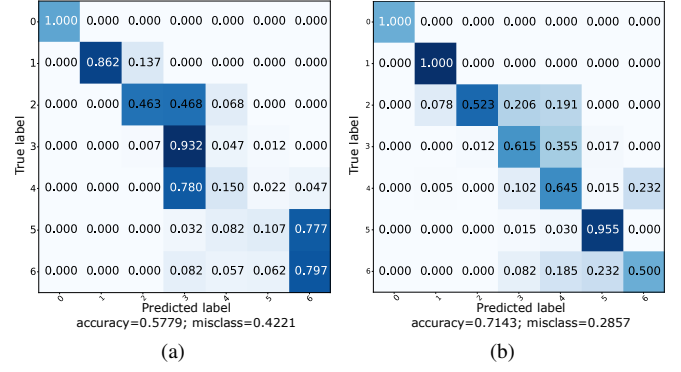 0 1.000 0.000 0.000 0.000 0.000 0.000 0.000
1 0.000 0.862 0.137 0.000 0.000 0.000 0.000
2 0.000 0.000 0.463 0.468 0.068 0.000 0.000
3 0.000 0.000 0.007 0.932 0.047 0.012 0.000
4 0.000 0.000 0.000 0.780 0.150 0.022 0.047
5 0.000 0.000 0.000 0.032 0.082 0.107 0.777
6 0.000 0.000 0.000 0.082 0.057 0.062 0.797
True label
0 1 2 3 4 5 6
Predicted label
accuracy=0.5779; misclass=0.4221
(a)
0 1.000 0.000 0.000 0.000 0.000 0.000 0.000
1 0.000 1.000 0.000 0.000 0.000 0.000 0.000
2 0.000 0.078 0.523 0.206 0.191 0.000 0.000
3 0.000 0.000 0.012 0.615 0.355 0.017 0.000
4 0.000 0.005 0.000 0.102 0.645 0.015 0.232
5 0.000 0.000 0.000 0.015 0.030 0.955 0.000
6 0.000 0.000 0.000 0.082 0.185 0.232 0.500
True label
0 1 2 3 4 5 6
Predicted label
accuracy=0.7143; misclass=0.2857
(b)